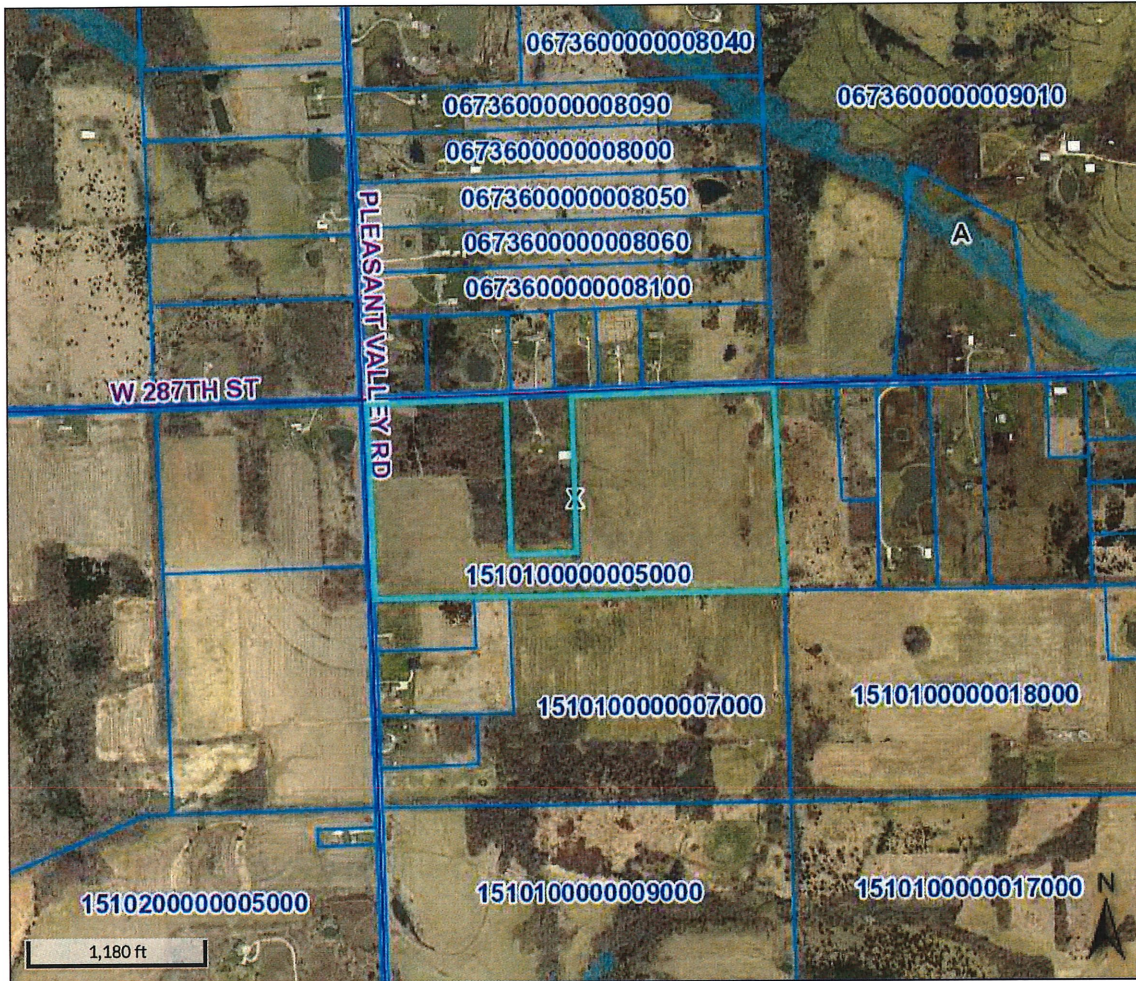 0673600000008040
0673600000009010
0673600000008090
0673600000008000
0673600000008050
0673600000008060
A
0673600000008100
PLEASANT VALLEY RD
W 287TH ST
X
1510100000005000
1510100000007000
1510100000018000
1510200000005000
1510100000009000
1510100000017000
N
1,180 ft